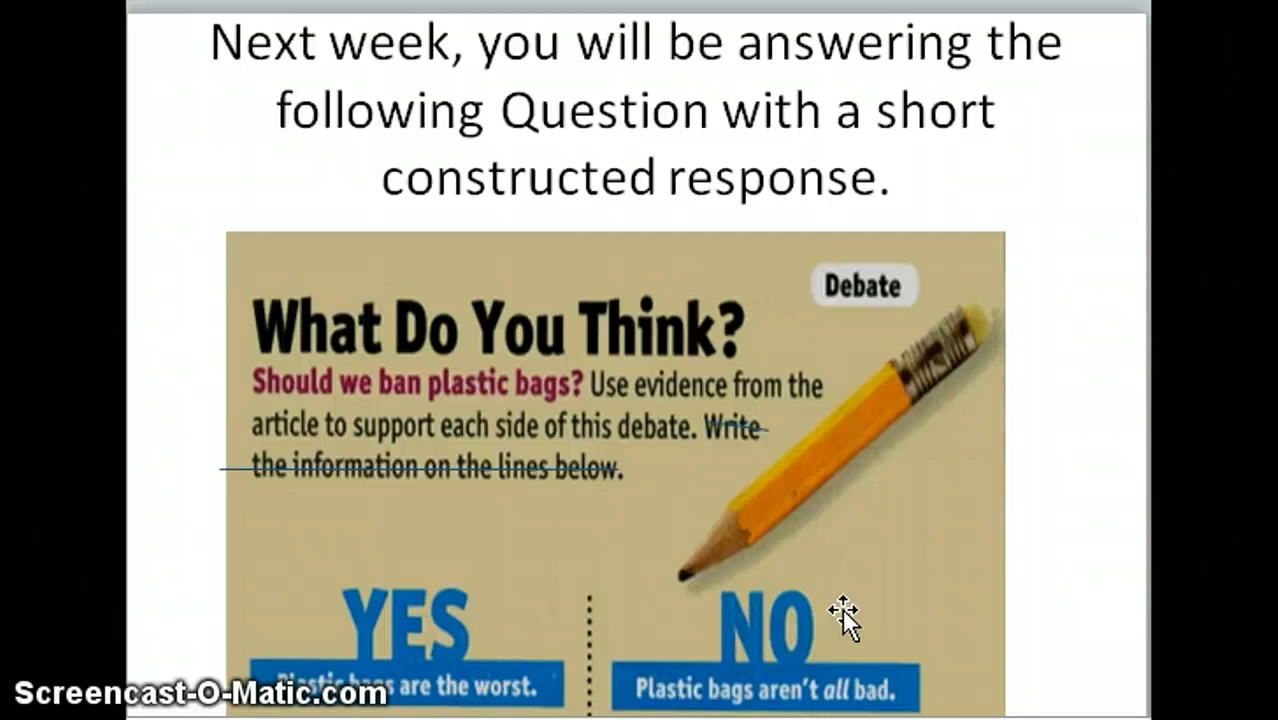 Next week, you will be answering the
following Question with a short
constructed response.
Debate
What Do You Think?
Should we ban plastic bags? Use evidence from the
article to support each side of this debate. Write
the information on the lines below.
YES
NO
Plastic bags are the worst.
Plastic bags aren't all bad.
Screencast-O-Matic.com